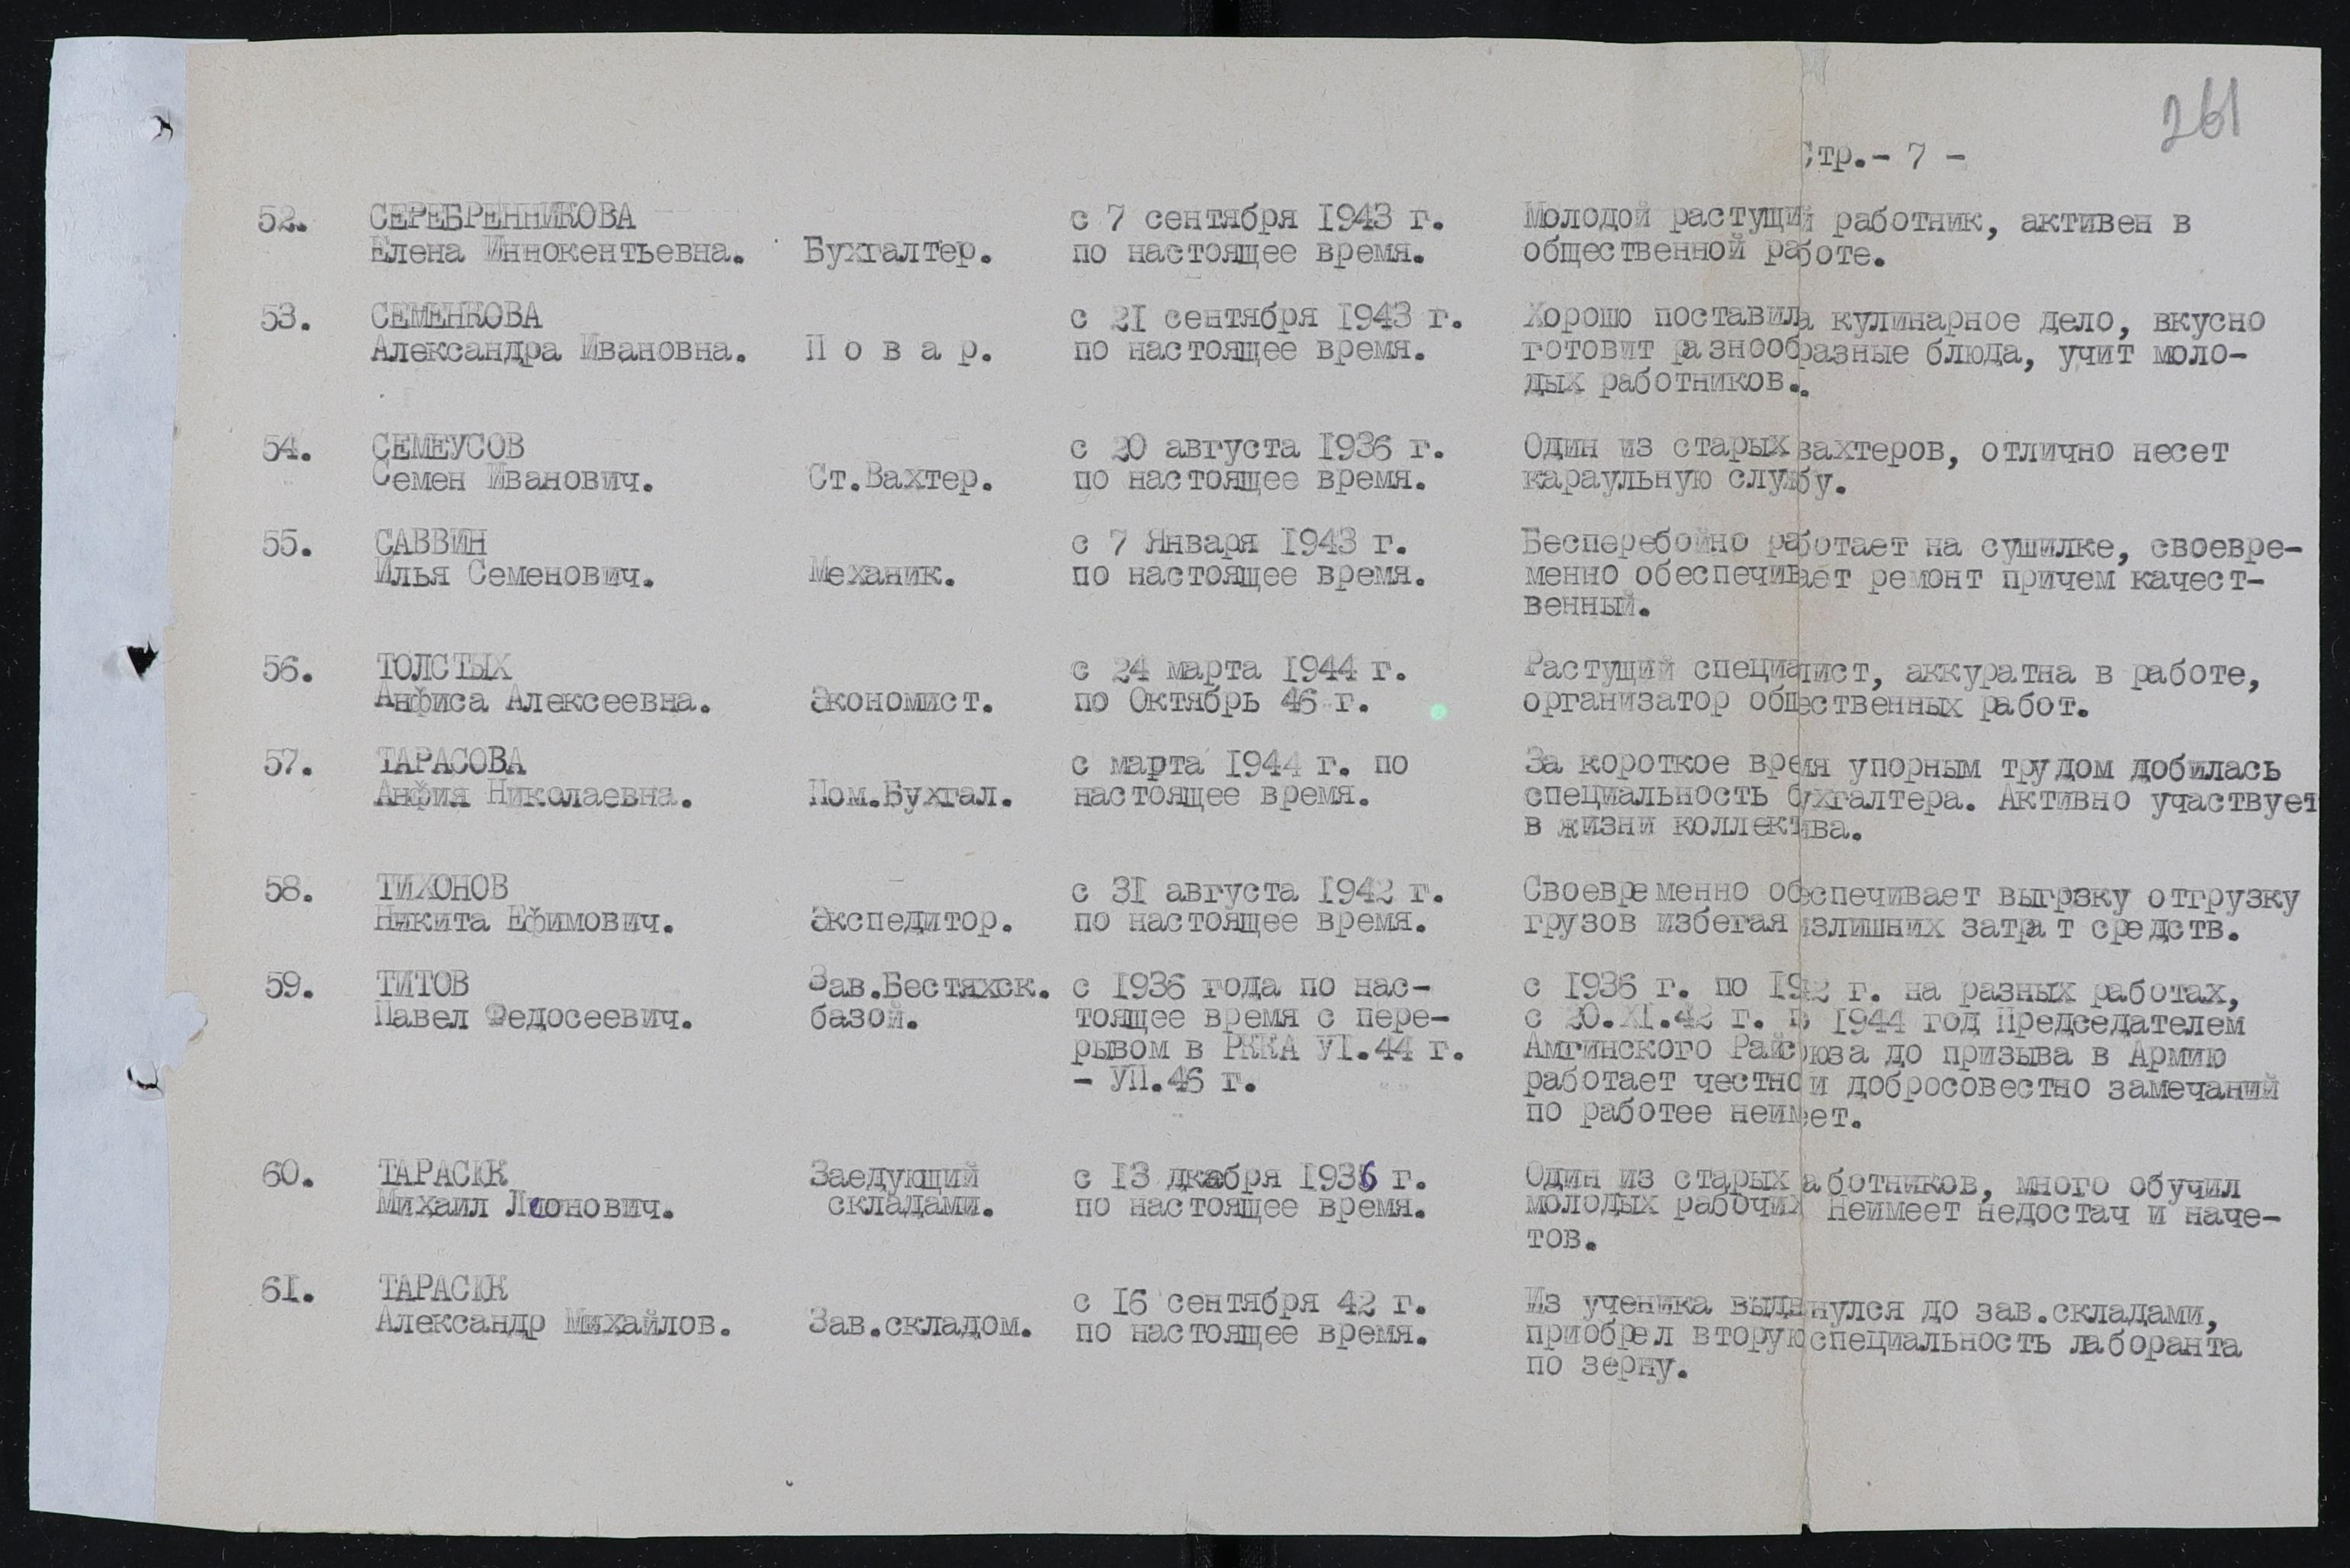 261
Стр.- 7 -
52. СЕРЕБРЕННИКОВА с 7 сентября 1943 г. Молодой растущий работник, активен в
Елена Иннокентьевна. Бухгалтер. по настоящее время. общественной работе.
53. СЕМЕНКОВА с 21 сентября 1943 г. Хорошо поставила кулинарное дело, вкусно
Александра Ивановна. П о в а р. по настоящее время. готовит разнообразные блюда, учит моло-
дых работников.
54. СЕМЕУСОВ с 20 августа 1936 г. Один из старых вахтеров, отлично несет
Семен Иванович. Ст.Вахтер. по настоящее время. караульную службу.
55. САВВИН с 7 Января 1943 г. Бесперебойно работает на сушилке, своевре-
Илья Семенович. Механик. по настоящее время. менно обеспечивает ремонт причем качест-
венный.
56. ТОЛСТЫХ с 24 марта 1944 г. Растущий специалист, аккуратна в работе,
Анфиса Алексеевна. Экономист. по Октябрь 46 г. организатор общественных работ.
57. ТАРАСОВА с марта 1944 г. по За короткое время упорным трудом добилась
Анфия Николаевна. Пом.Бухгал. настоящее время. специальность бухгалтера. Активно участвует
в жизни коллектива.
58. ТИХОНОВ с 31 августа 1942 г. Своевременно обеспечивает выгрзку отгрузку
Никита Ефимович. Экспедитор. по настоящее время. грузов избегая излишних затрат средств.
59. ТИТОВ Зав.Бестяхск. с 1936 года по нас- с 1936 г. по 1942 г. на разных работах,
Павел Федосеевич. базой. тоящее время с пере- с 20.XI.42 г. п 1944 год Председателем
рывом в РККА УI.44 г. Амгинского Райсоюза до призыва в Армию
- УП.46 г. работает честно и добросовестно замечаний
по работее неимеет.
60. ТАРАСЮК Заедующий с 13 дкабря 1936 г. Один из старых работников, много обучил
Михаил Леонович. складами. по настоящее время. молодых рабочих неимеет недостач и наче-
тов.
61. ТАРАСЮК с 16 сентября 42 г. Из ученика выдвинулся до зав.складами,
Александр Михайлов. Зав.складом. по настоящее время. приобрел вторую специальность лаборанта
по зерну.